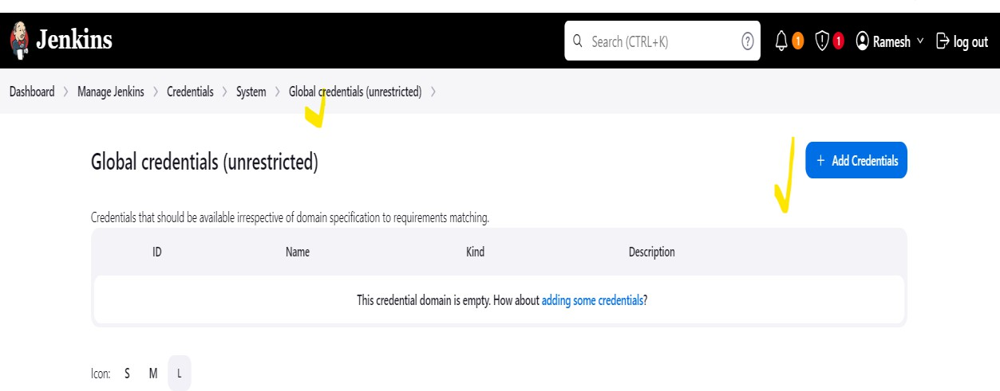 Jenkins Search (CTRL+K) ? 1 1 Ramesh log out
Dashboard > Manage Jenkins > Credentials > System > Global credentials (unrestricted) >
Global credentials (unrestricted) + Add Credentials
Credentials that should be available irrespective of domain specification to requirements matching.
ID Name Kind Description
This credential domain is empty. How about adding some credentials?
Icon: S M L